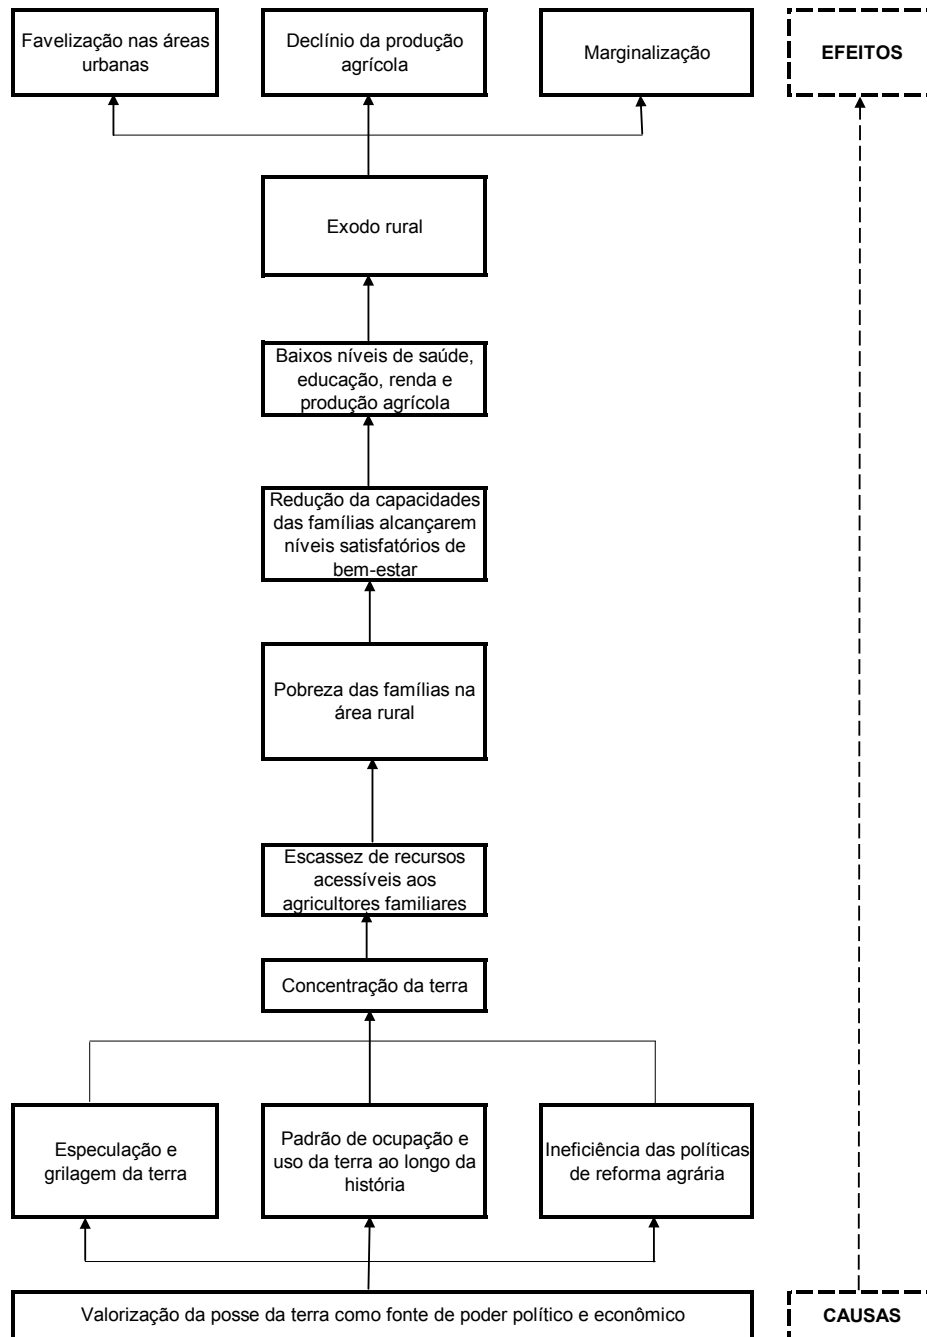 Favelização nas áreas
urbanas
Declínio da produção
agrícola
Marginalização
EFEITOS
Exodo rural
Baixos níveis de saúde,
educação, renda e
produção agrícola
Redução da capacidades
das famílias alcançarem
níveis satisfatórios de
bem-estar
Pobreza das famílias na
área rural
Escassez de recursos
acessíveis aos
agricultores familiares
Concentração da terra
Especulação e
grilagem da terra
Padrão de ocupação e
uso da terra ao longo da
história
Ineficiência das políticas
de reforma agrária
Valorização da posse da terra como fonte de poder político e econômico
CAUSAS